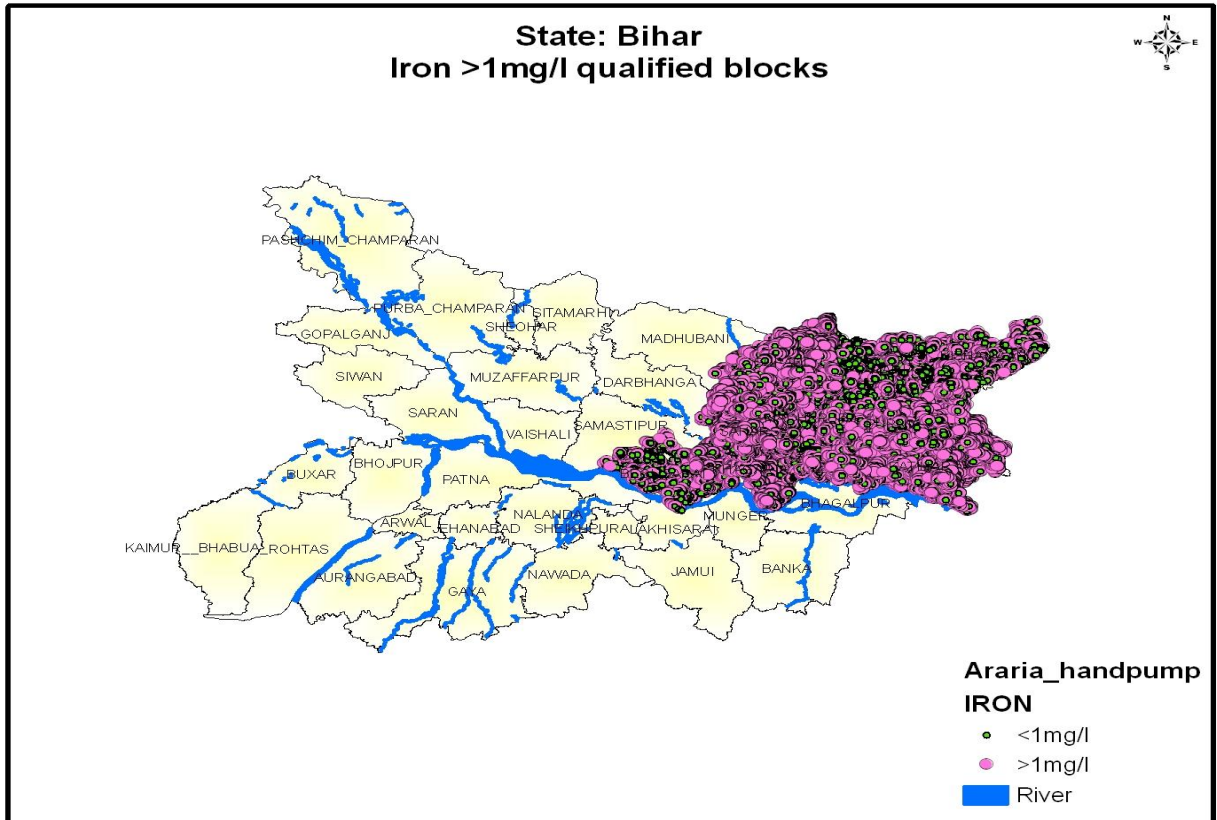 State: Bihar
Iron >1mg/l qualified blocks
N
W
E
S
PASHCHIM_CHAMPARAN
PURBA_CHAMPARAN
SHEOHAR
SITAMARHI
GOPALGANJ
MADHUBANI
SIWAN
MUZAFFARPUR
DARBHANGA
SARAN
VAISHALI
SAMASTIPUR
BUXAR
BHOJPUR
PATNA
NALANDA
MUNGER
BHAGALPUR
ARWAL
JEHANABAD
SHEIKHPURA
LAKHISARAI
KAIMUR__BHABUA_
ROHTAS
AURANGABAD
GAYA
NAWADA
JAMUI
BANKA
Araria_handpump
IRON
<1mg/l
>1mg/l
River